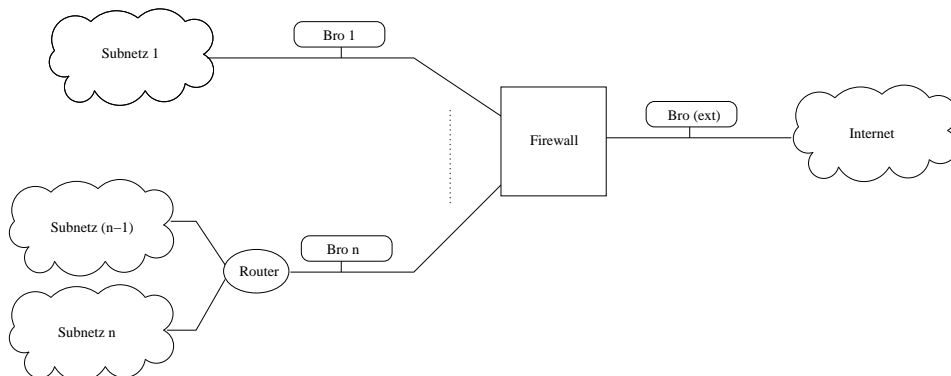 Subnetz 1
Bro 1
Firewall
Bro (ext)
Internet
Subnetz (n−1)
Router
Bro n
Subnetz n